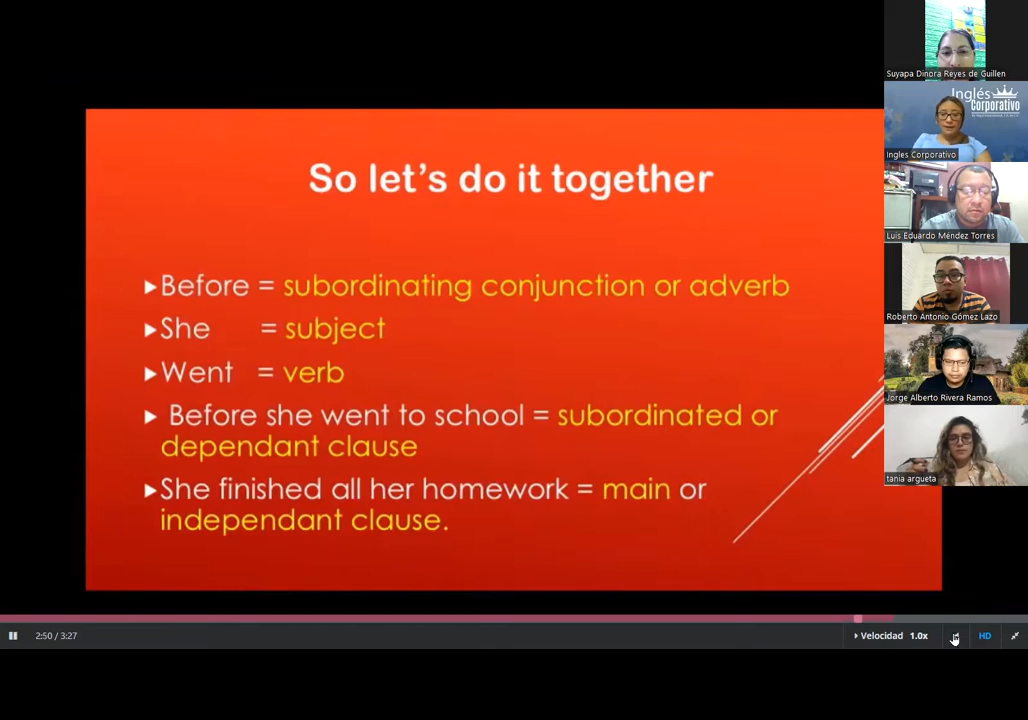 So let's do it together
▸Before = subordinating conjunction or adverb
▸She = subject
▸Went = verb
▸ Before she went to school = subordinated or
dependant clause
▸She finished all her homework = main or
independant clause.
Suyapa Dinora Reyes de Guillen
Inglés
Corporativo
Ingles Corporativo
Luis Eduardo Méndez Torres
Roberto Antonio Gómez Lazo
Jorge Alberto Rivera Ramos
tania argueta
2:50 / 3:27
Velocidad 1.0x
HD